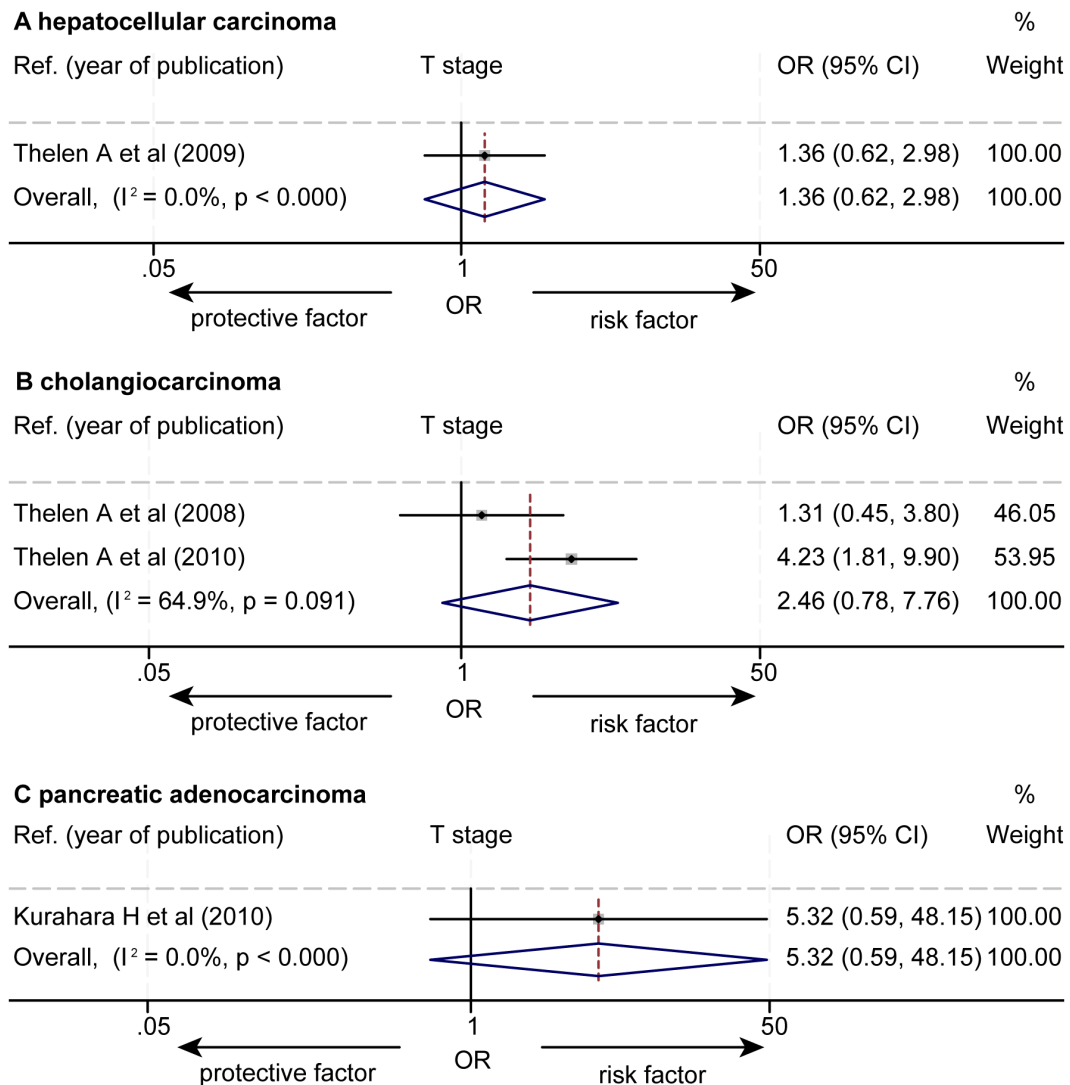 A hepatocellular carcinoma %
Ref. (year of publication) T stage OR (95% CI) Weight
Thelen A et al (2009) 1.36 (0.62, 2.98) 100.00
Overall, (I² = 0.0%, p < 0.000) 1.36 (0.62, 2.98) 100.00
.05 1 50
protective factor OR risk factor
B cholangiocarcinoma %
Ref. (year of publication) T stage OR (95% CI) Weight
Thelen A et al (2008) 1.31 (0.45, 3.80) 46.05
Thelen A et al (2010) 4.23 (1.81, 9.90) 53.95
Overall, (I² = 64.9%, p = 0.091) 2.46 (0.78, 7.76) 100.00
.05 1 50
protective factor OR risk factor
C pancreatic adenocarcinoma %
Ref. (year of publication) T stage OR (95% CI) Weight
Kurahara H et al (2010) 5.32 (0.59, 48.15) 100.00
Overall, (I² = 0.0%, p < 0.000) 5.32 (0.59, 48.15) 100.00
.05 1 50
protective factor OR risk factor